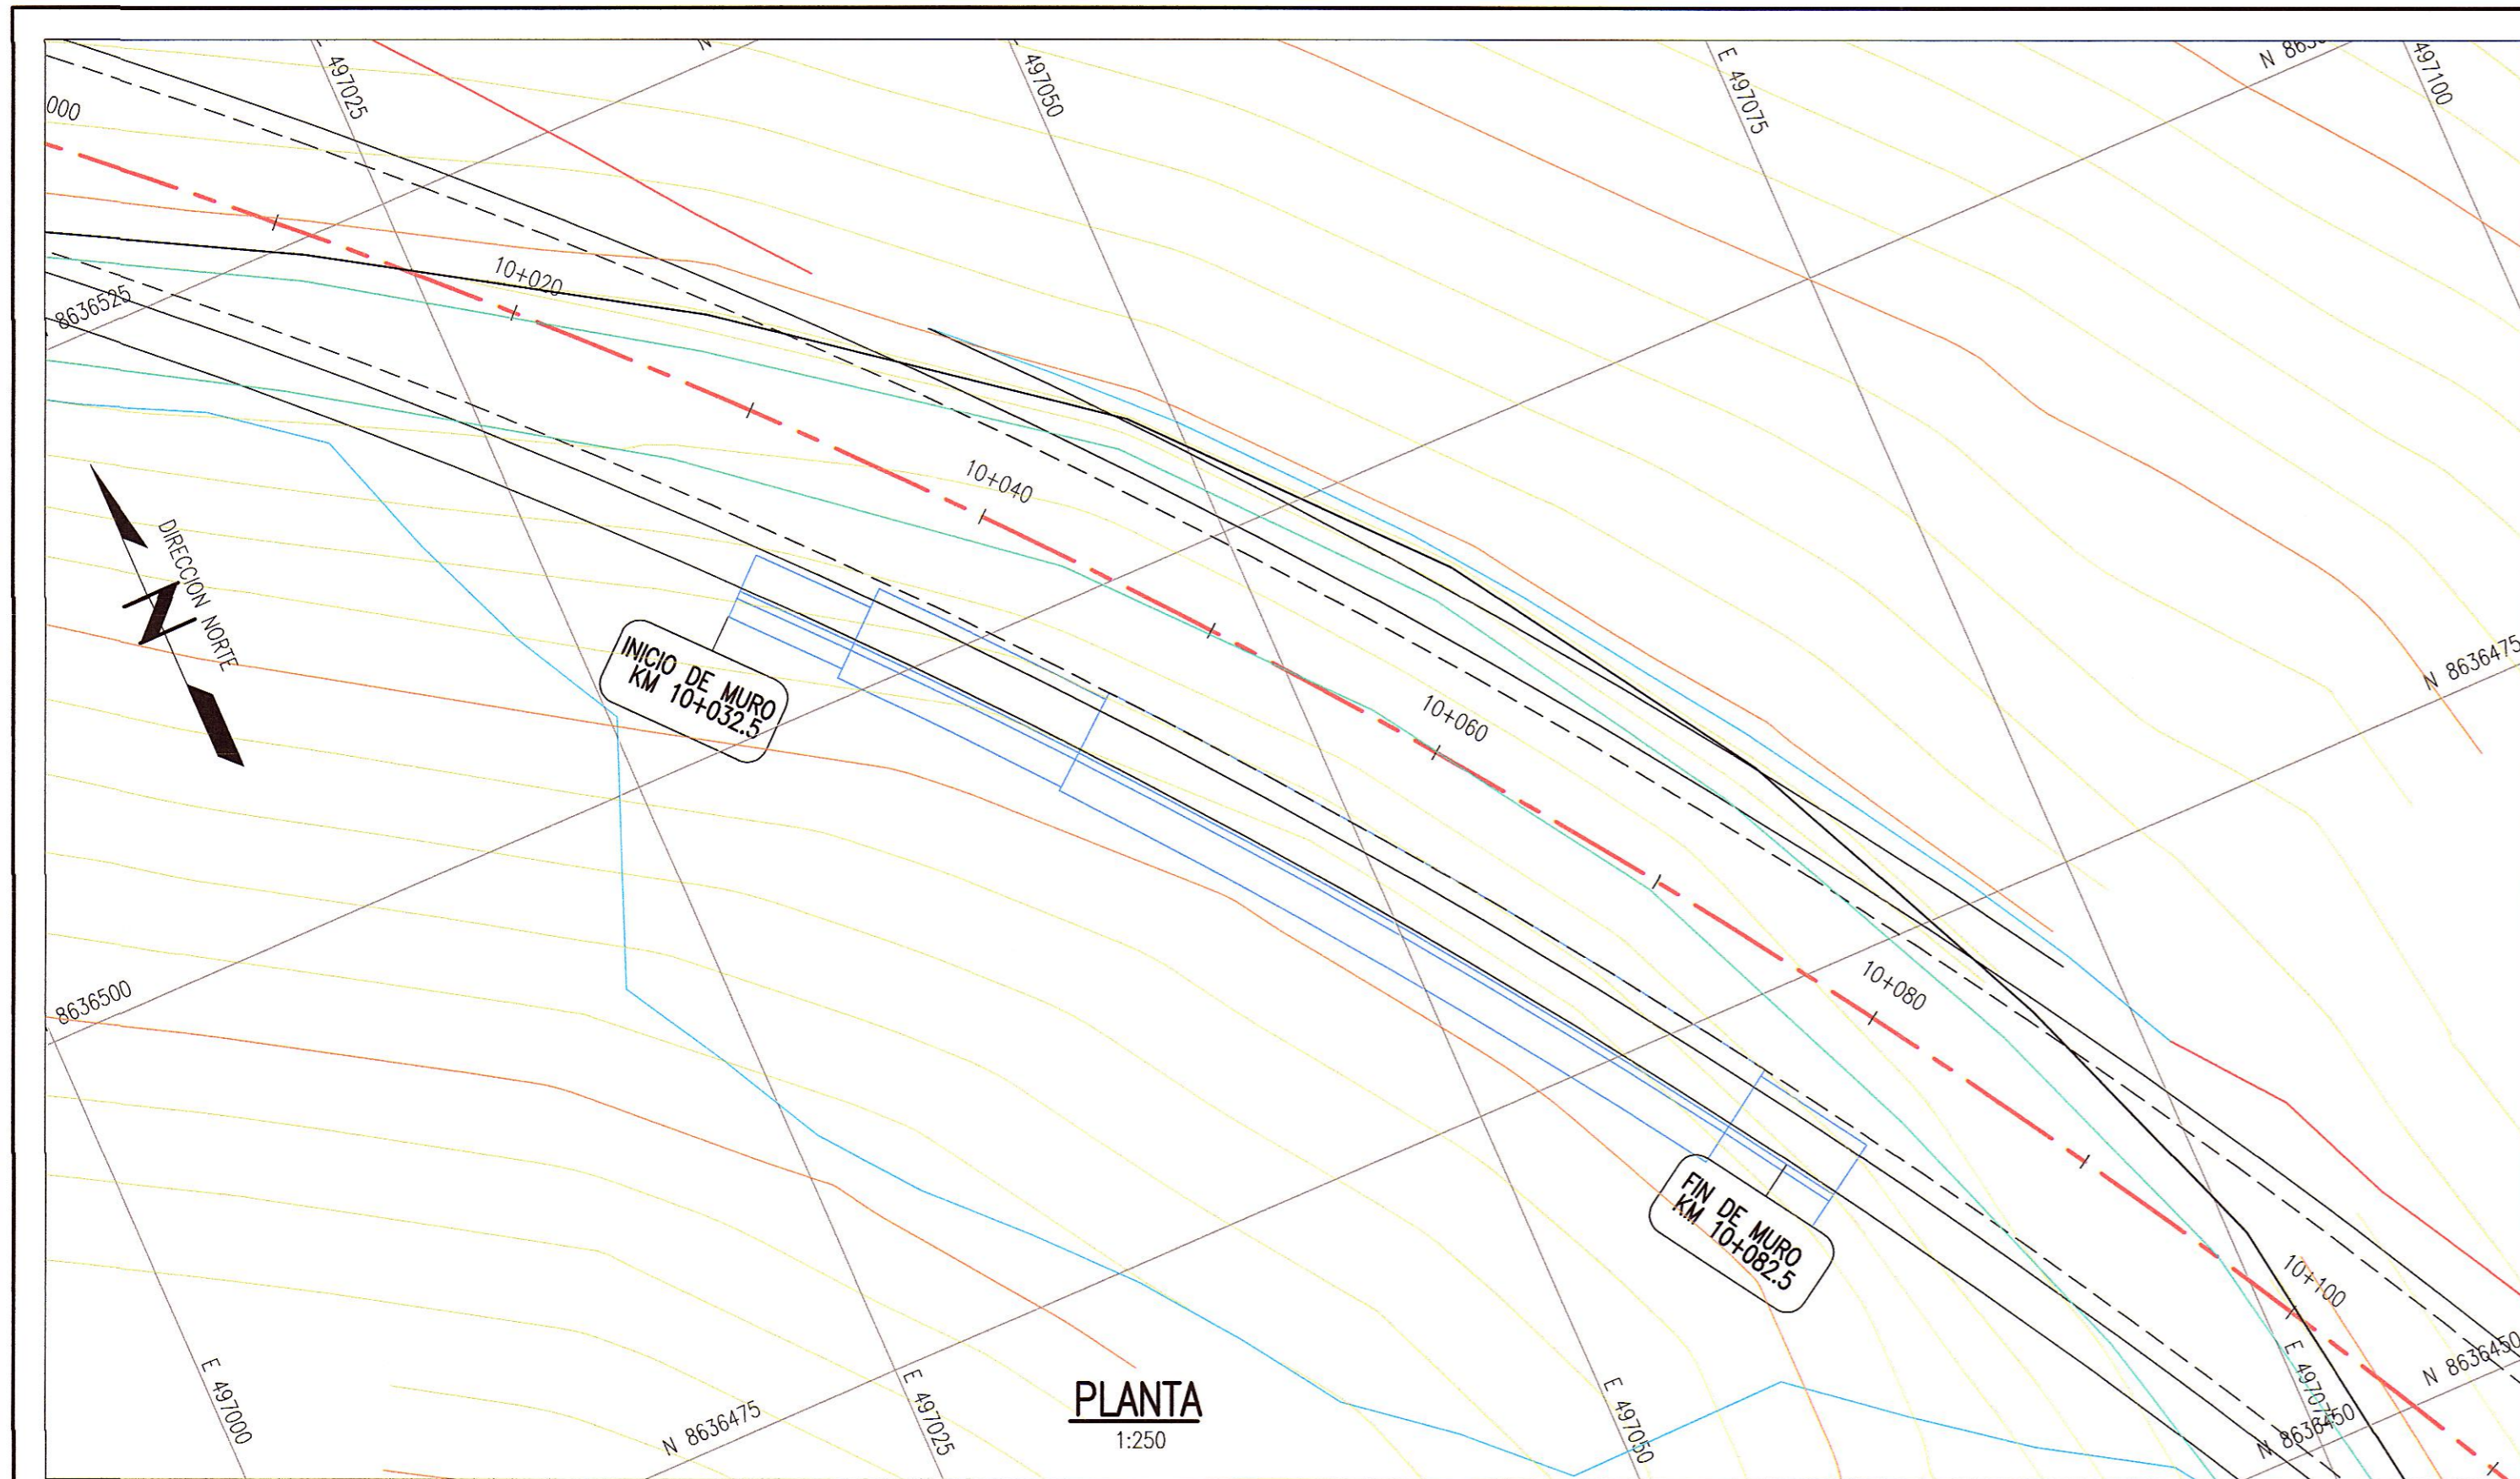 E 497025
N
E 497050
E 497075
N 863
497100
000
8636525
10+020
10+040
DIRECCION NORTE
N
INICIO DE MURO
KM 10+032.5
10+060
N 8636475
10+080
8636500
FIN DE MURO
KM 10+082.5
10+100
E 497000
N 8636475
E 497025
PLANTA
1:250
E 497050
E 497075
N 8636450
N 8636450